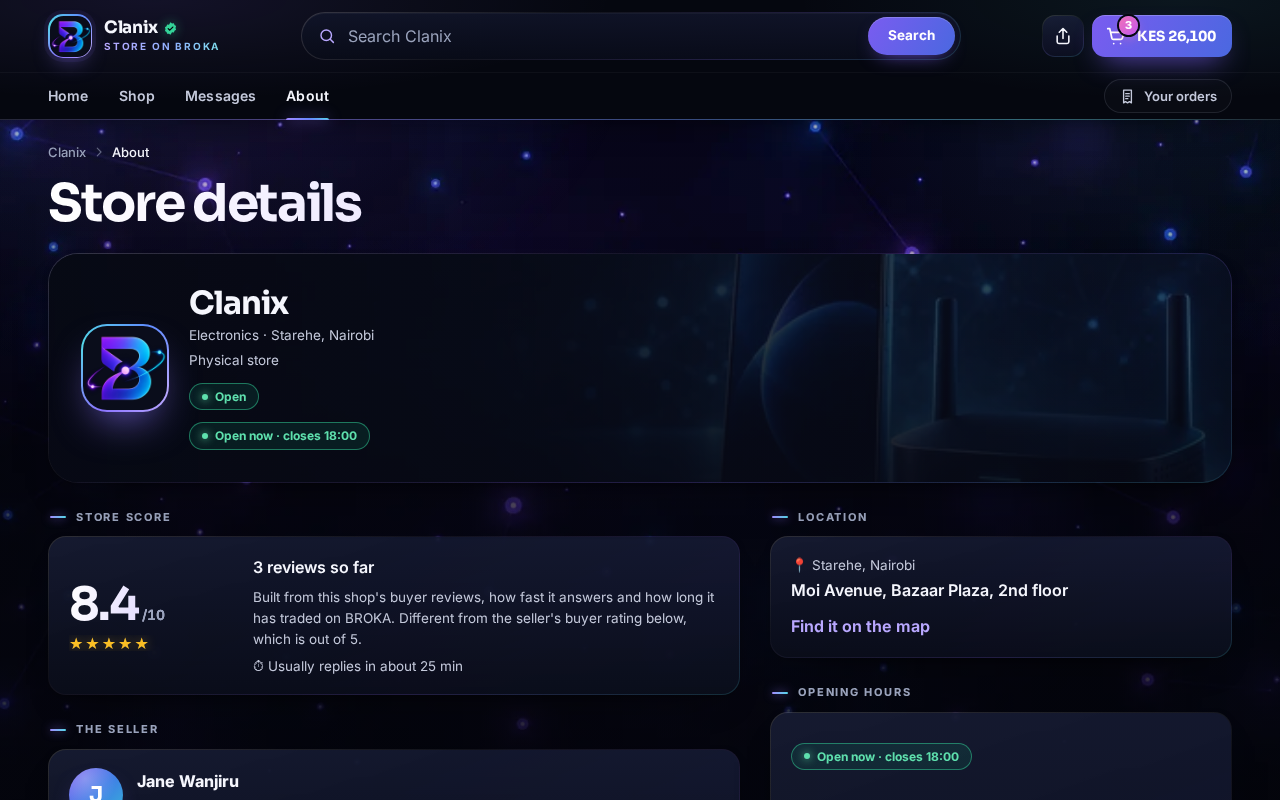 Clanix
STORE ON BROKA
Search Clanix
Search
3
KES 26,100
Home
Shop
Messages
About
Your orders
Clanix
About
Store details
Clanix
Electronics · Starehe, Nairobi
Physical store
Open
Open now · closes 18:00
STORE SCORE
8.4/10
★★★★★
3 reviews so far
Built from this shop's buyer reviews, how fast it answers and how long it
has traded on BROKA. Different from the seller's buyer rating below,
which is out of 5.
⏱ Usually replies in about 25 min
THE SELLER
J
Jane Wanjiru
LOCATION
📍 Starehe, Nairobi
Moi Avenue, Bazaar Plaza, 2nd floor
Find it on the map
OPENING HOURS
Open now · closes 18:00